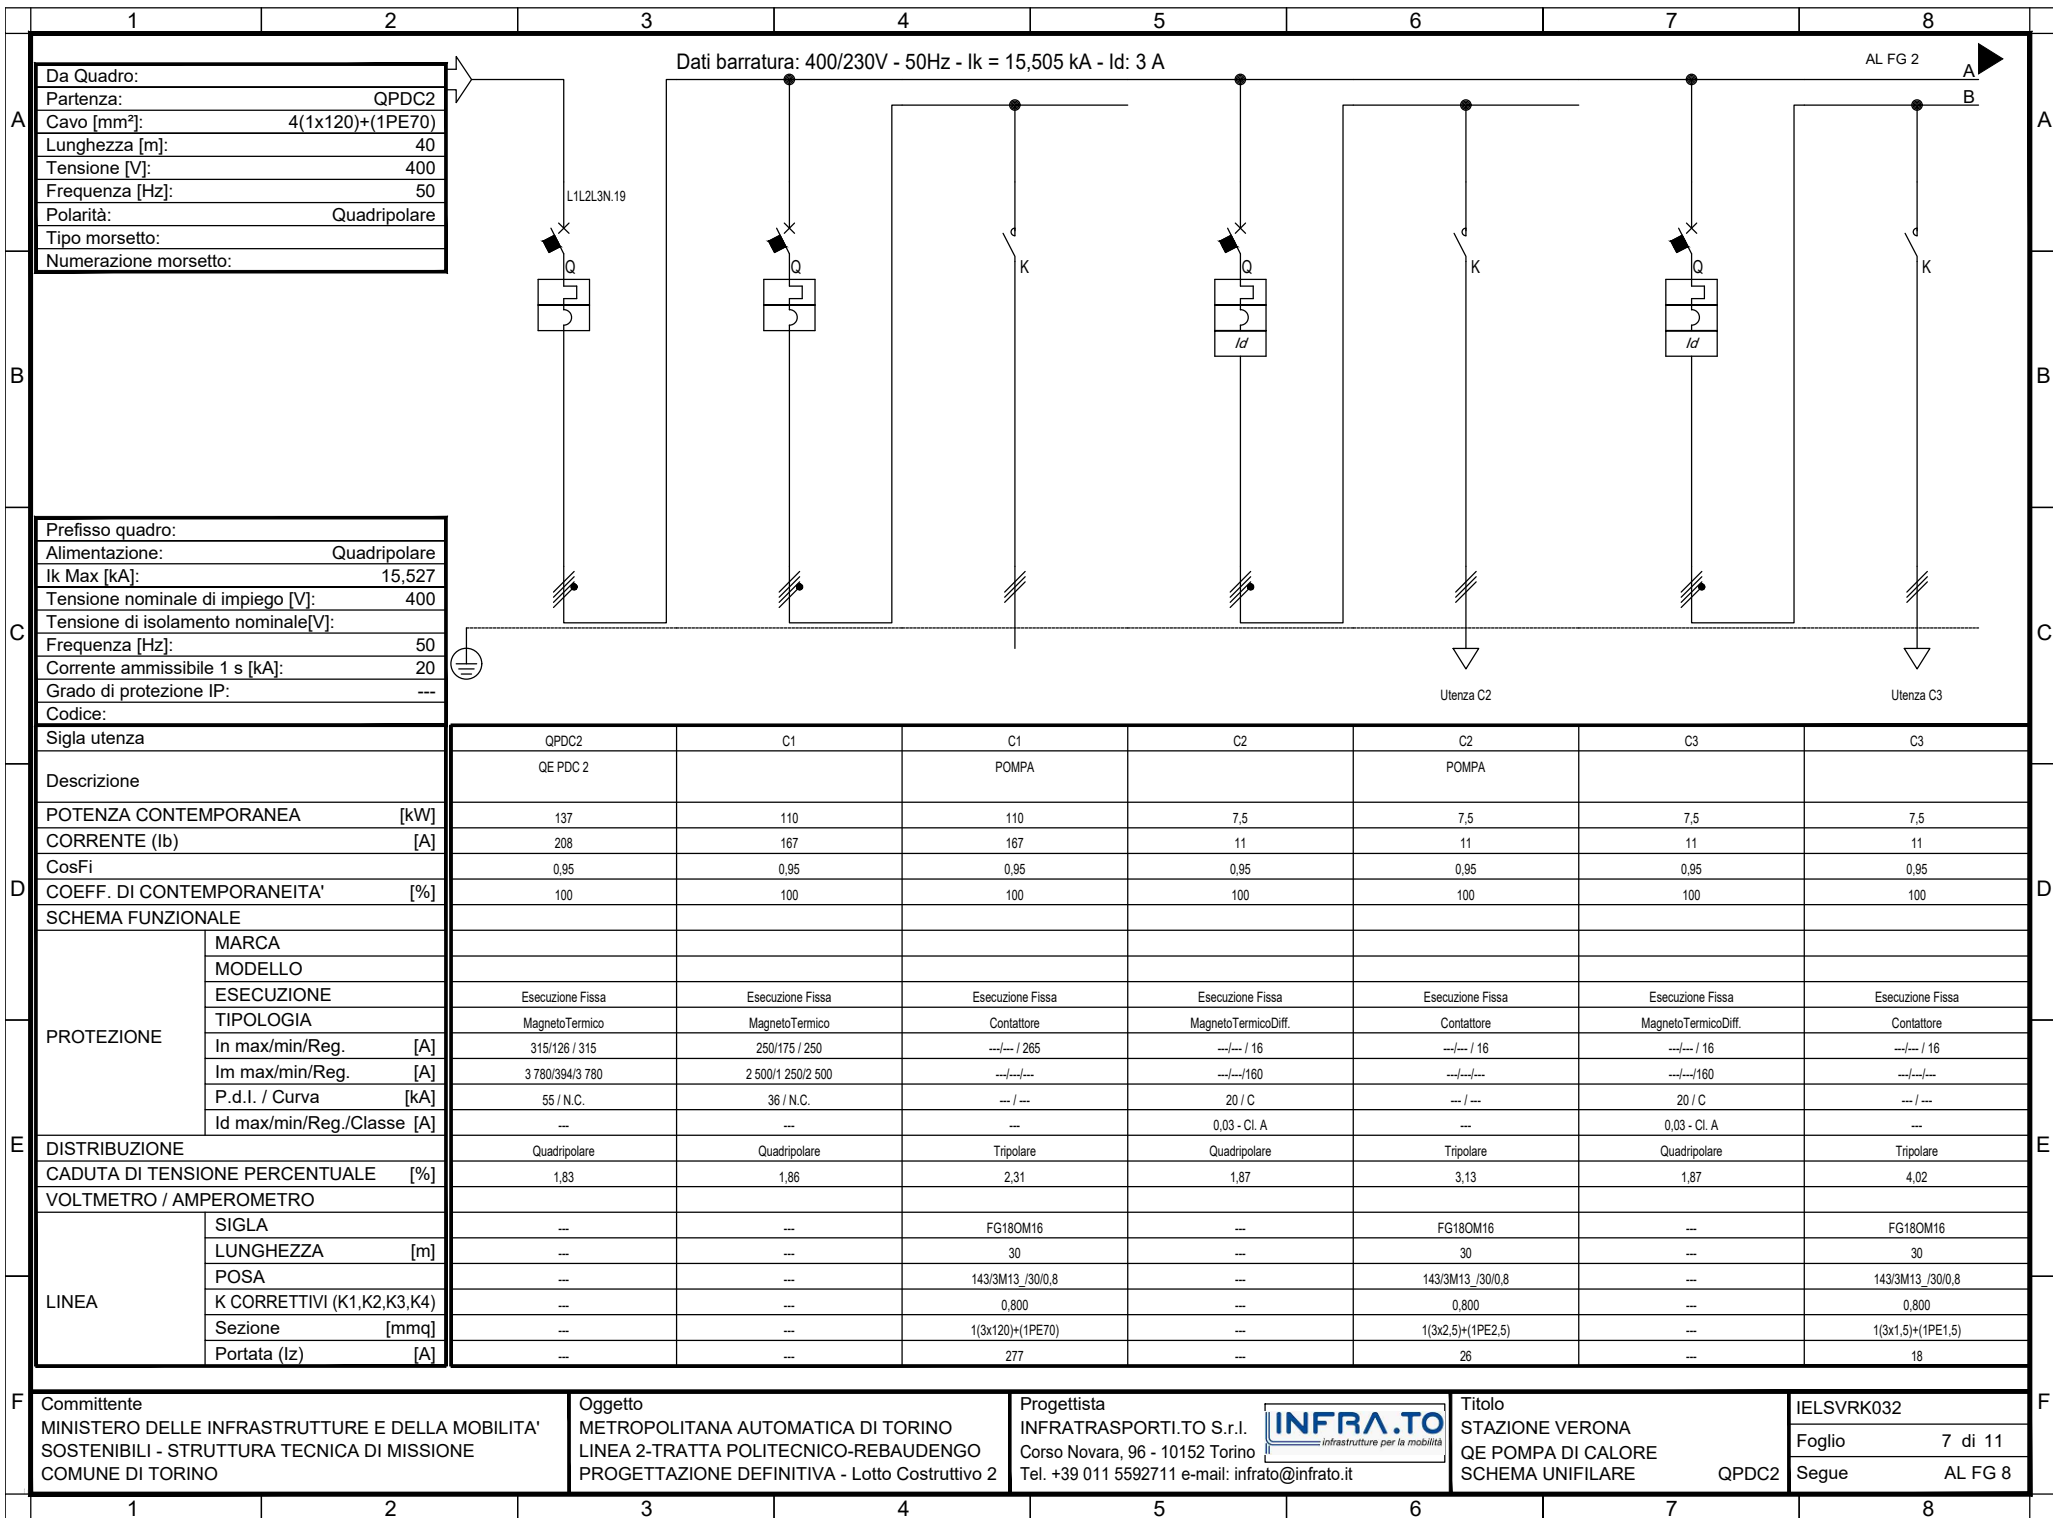 1 2 3 4 5 6 7 8
Dati barratura: 400/230V - 50Hz - Ik = 15,505 kA - Id: 3 A
AL FG 2
A
B
A A
B B
C C
D D
E E
F F
Da Quadro:
Partenza: QPDC2
Cavo [mm²]: 4(1x120)+(1PE70)
Lunghezza [m]: 40
Tensione [V]: 400
Frequenza [Hz]: 50
Polarità: Quadripolare
Tipo morsetto:
Numerazione morsetto:
L1L2L3N.19
Q Q K Q K Q K
Id Id
Prefisso quadro:
Alimentazione: Quadripolare
Ik Max [kA]: 15,527
Tensione nominale di impiego [V]: 400
Tensione di isolamento nominale[V]:
Frequenza [Hz]: 50
Corrente ammissibile 1 s [kA]: 20
Grado di protezione IP: ---
Codice:
Utenza C2 Utenza C3
Sigla utenza QPDC2 C1 C1 C2 C2 C3 C3
Descrizione QE PDC 2 POMPA POMPA
POTENZA CONTEMPORANEA [kW] 137 110 110 7,5 7,5 7,5 7,5
CORRENTE (Ib) [A] 208 167 167 11 11 11 11
CosFi 0,95 0,95 0,95 0,95 0,95 0,95 0,95
COEFF. DI CONTEMPORANEITA' [%] 100 100 100 100 100 100 100
SCHEMA FUNZIONALE
PROTEZIONE
MARCA
MODELLO
ESECUZIONE Esecuzione Fissa Esecuzione Fissa Esecuzione Fissa Esecuzione Fissa Esecuzione Fissa Esecuzione Fissa Esecuzione Fissa
TIPOLOGIA MagnetoTermico MagnetoTermico Contattore MagnetoTermicoDiff. Contattore MagnetoTermicoDiff. Contattore
In max/min/Reg. [A] 315/126 / 315 250/175 / 250 ---/--- / 265 ---/--- / 16 ---/--- / 16 ---/--- / 16 ---/--- / 16
Im max/min/Reg. [A] 3 780/394/3 780 2 500/1 250/2 500 ---/---/--- ---/---/160 ---/---/--- ---/---/160 ---/---/---
P.d.I. / Curva [kA] 55 / N.C. 36 / N.C. --- / --- 20 / C --- / --- 20 / C --- / ---
Id max/min/Reg./Classe [A] --- --- --- 0,03 - Cl. A --- 0,03 - Cl. A ---
DISTRIBUZIONE Quadripolare Quadripolare Tripolare Quadripolare Tripolare Quadripolare Tripolare
CADUTA DI TENSIONE PERCENTUALE [%] 1,83 1,86 2,31 1,87 3,13 1,87 4,02
VOLTMETRO / AMPEROMETRO
LINEA
SIGLA --- --- FG18OM16 --- FG18OM16 --- FG18OM16
LUNGHEZZA [m] --- --- 30 --- 30 --- 30
POSA --- --- 143/3M13_/30/0,8 --- 143/3M13_/30/0,8 --- 143/3M13_/30/0,8
K CORRETTIVI (K1,K2,K3,K4) --- --- 0,800 --- 0,800 --- 0,800
Sezione [mmq] --- --- 1(3x120)+(1PE70) --- 1(3x2,5)+(1PE2,5) --- 1(3x1,5)+(1PE1,5)
Portata (Iz) [A] --- --- 277 --- 26 --- 18
Committente
MINISTERO DELLE INFRASTRUTTURE E DELLA MOBILITA'
SOSTENIBILI - STRUTTURA TECNICA DI MISSIONE
COMUNE DI TORINO
Oggetto
METROPOLITANA AUTOMATICA DI TORINO
LINEA 2-TRATTA POLITECNICO-REBAUDENGO
PROGETTAZIONE DEFINITIVA - Lotto Costruttivo 2
Progettista
INFRATRASPORTI.TO S.r.l.
Corso Novara, 96 - 10152 Torino
Tel. +39 011 5592711 e-mail: infrato@infrato.it
INFRA.TO
infrastrutture per la mobilità
Titolo
STAZIONE VERONA
QE POMPA DI CALORE
SCHEMA UNIFILARE QPDC2
IELSVRK032
Foglio 7 di 11
Segue AL FG 8
1 2 3 4 5 6 7 8